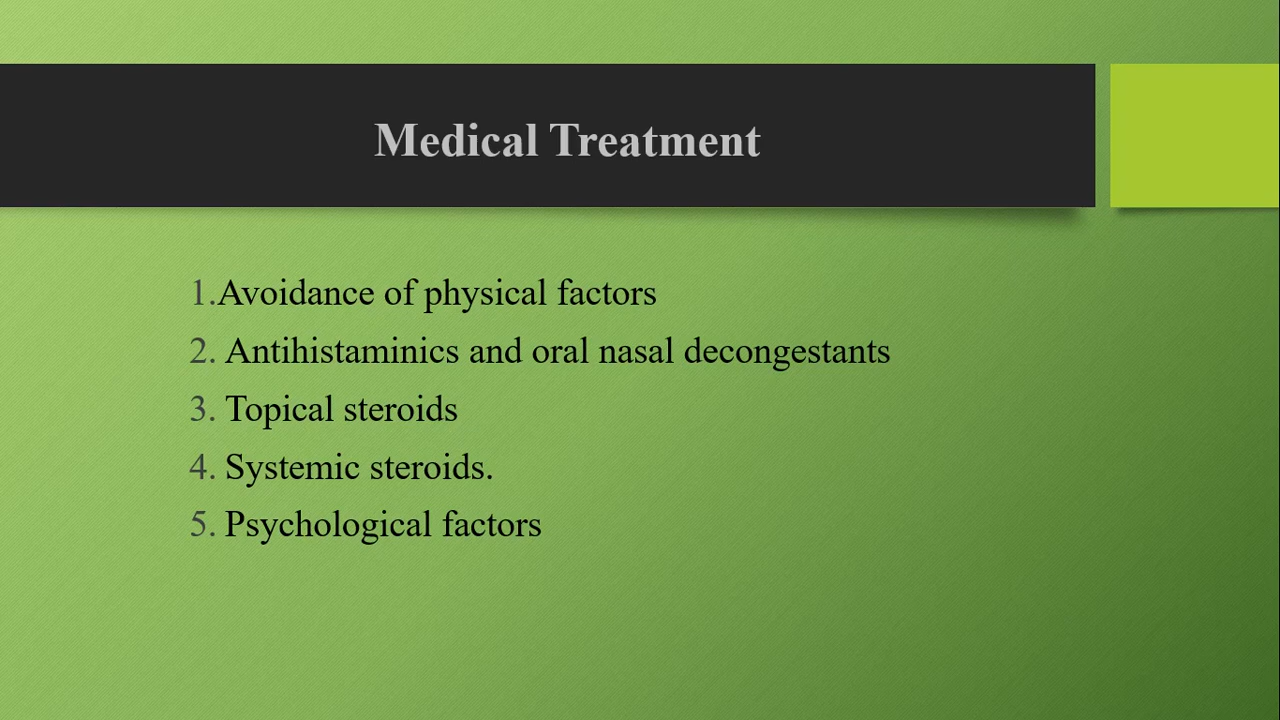 Medical Treatment
1.Avoidance of physical factors
2. Antihistaminics and oral nasal decongestants
3. Topical steroids
4. Systemic steroids.
5. Psychological factors